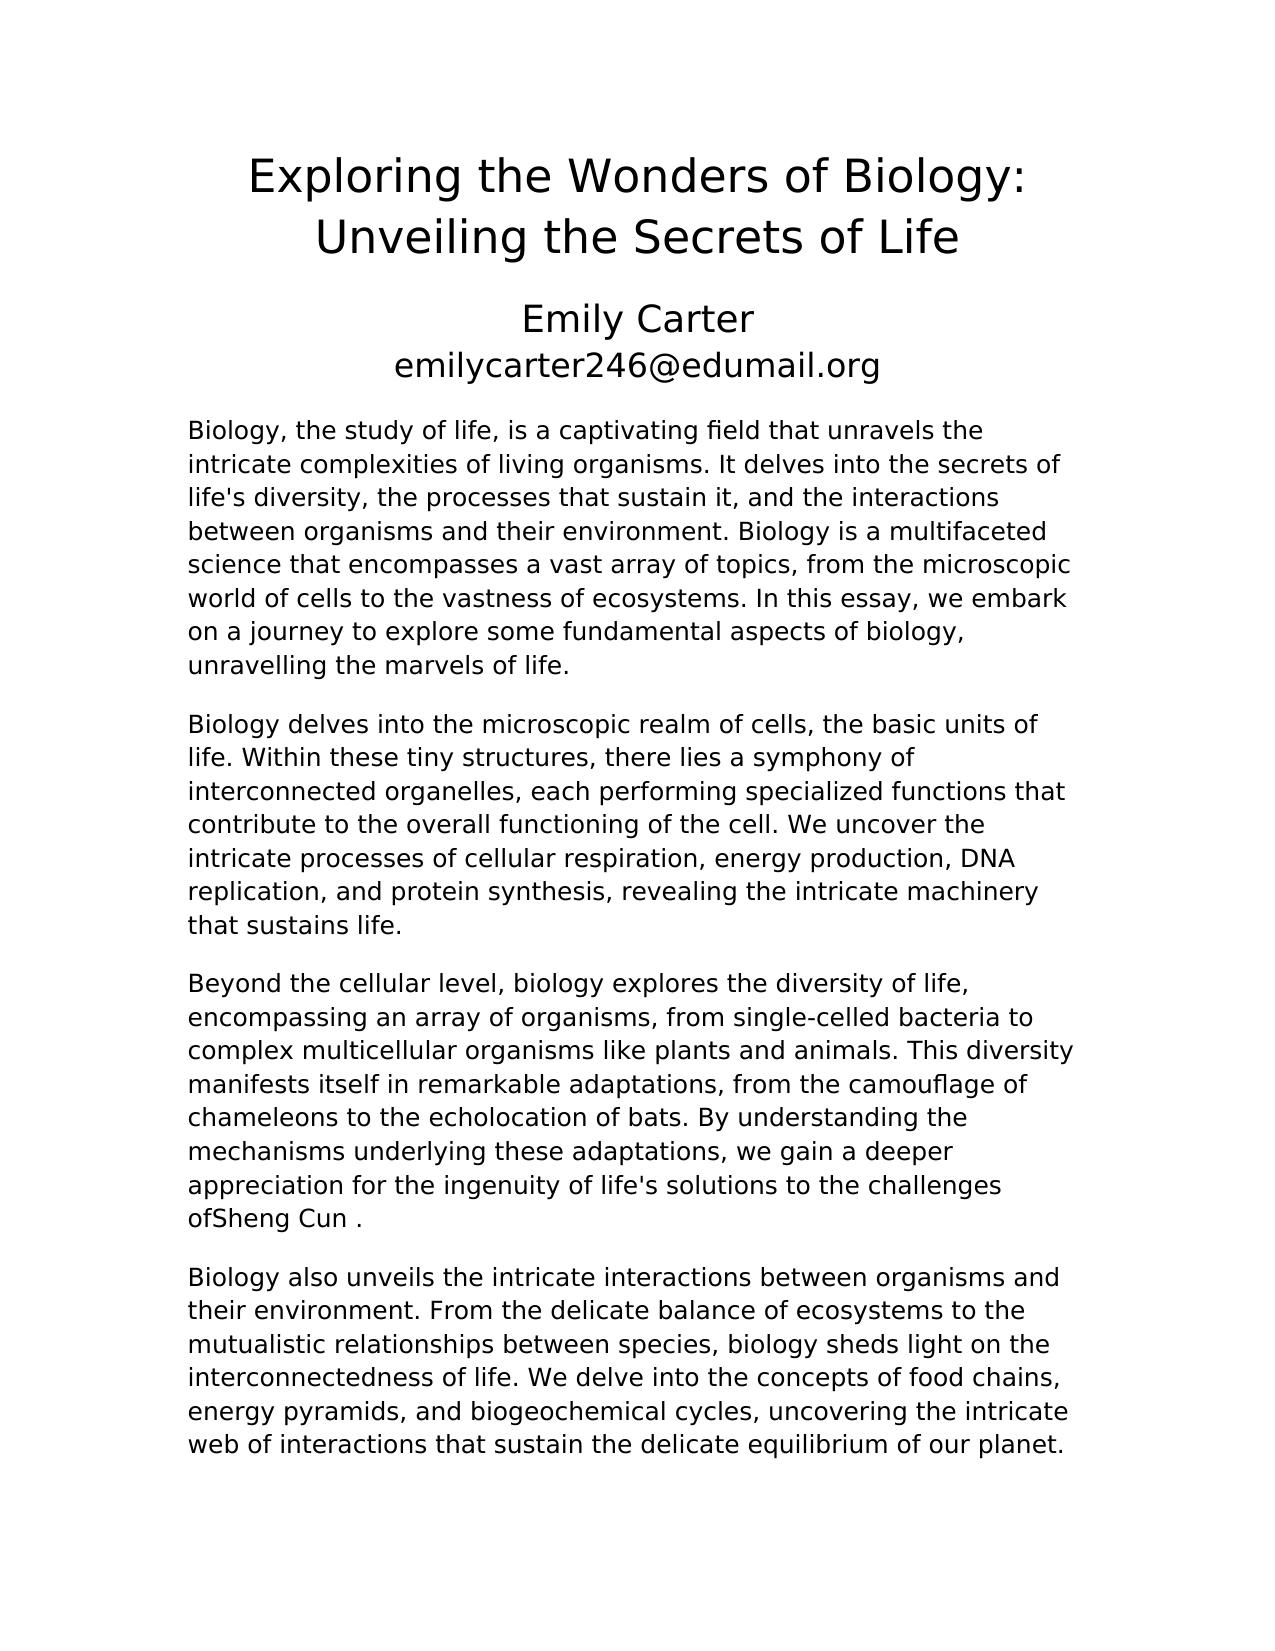 Exploring the Wonders of Biology:
Unveiling the Secrets of Life
Emily Carter
emilycarter246@edumail.org
Biology, the study of life, is a captivating field that unravels the
intricate complexities of living organisms. It delves into the secrets of
life's diversity, the processes that sustain it, and the interactions
between organisms and their environment. Biology is a multifaceted
science that encompasses a vast array of topics, from the microscopic
world of cells to the vastness of ecosystems. In this essay, we embark
on a journey to explore some fundamental aspects of biology,
unravelling the marvels of life.
Biology delves into the microscopic realm of cells, the basic units of
life. Within these tiny structures, there lies a symphony of
interconnected organelles, each performing specialized functions that
contribute to the overall functioning of the cell. We uncover the
intricate processes of cellular respiration, energy production, DNA
replication, and protein synthesis, revealing the intricate machinery
that sustains life.
Beyond the cellular level, biology explores the diversity of life,
encompassing an array of organisms, from single-celled bacteria to
complex multicellular organisms like plants and animals. This diversity
manifests itself in remarkable adaptations, from the camouflage of
chameleons to the echolocation of bats. By understanding the
mechanisms underlying these adaptations, we gain a deeper
appreciation for the ingenuity of life's solutions to the challenges
ofSheng Cun .
Biology also unveils the intricate interactions between organisms and
their environment. From the delicate balance of ecosystems to the
mutualistic relationships between species, biology sheds light on the
interconnectedness of life. We delve into the concepts of food chains,
energy pyramids, and biogeochemical cycles, uncovering the intricate
web of interactions that sustain the delicate equilibrium of our planet.